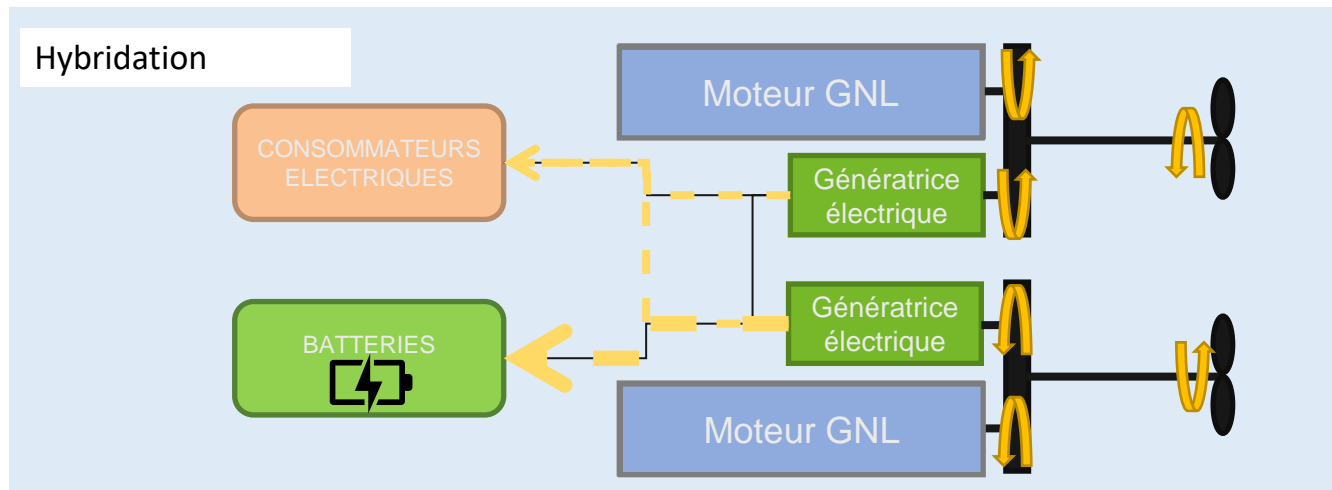 Hybridation
Moteur GNL
CONSOMMATEURS
ELECTRIQUES
Génératrice
électrique
Génératrice
électrique
BATTERIES
Moteur GNL